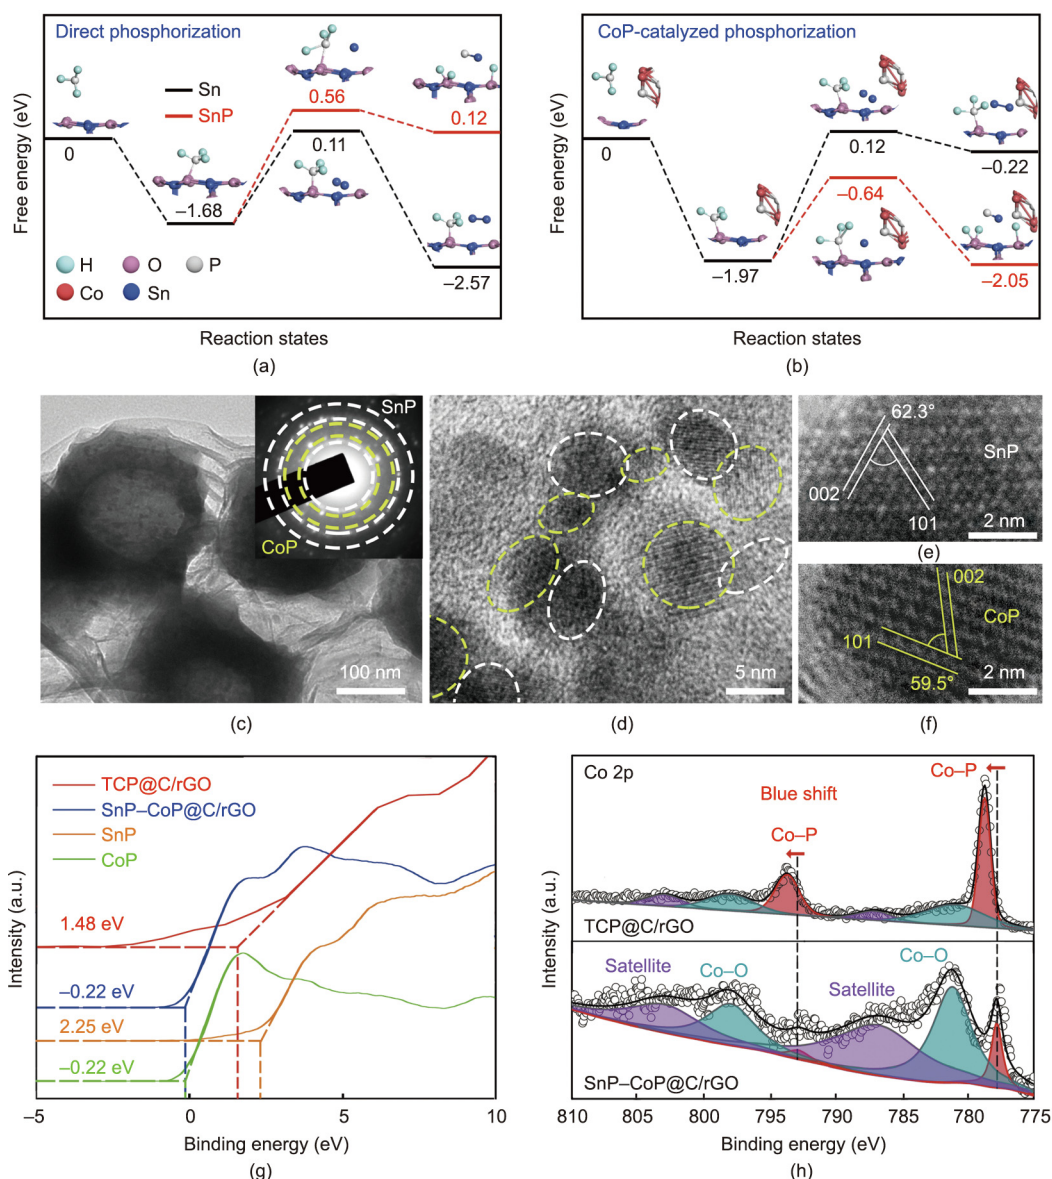 Direct phosphorization
Free energy (eV)
Sn
SnP
0
–1.68
0.56
0.11
0.12
–2.57
H
O
P
Co
Sn
Reaction states
(a)
CoP-catalyzed phosphorization
Free energy (eV)
0
–1.97
0.12
–0.64
–0.22
–2.05
Reaction states
(b)
SnP
CoP
100 nm
(c)
5 nm
(d)
62.3°
SnP
002
101
2 nm
(e)
002
CoP
101
59.5°
2 nm
(f)
TCP@C/rGO
SnP–CoP@C/rGO
SnP
CoP
Intensity (a.u.)
1.48 eV
–0.22 eV
2.25 eV
–0.22 eV
–5
0
5
10
Binding energy (eV)
(g)
Co 2p
Co–P
Blue shift
Co–P
TCP@C/rGO
Intensity (a.u.)
Satellite
Co–O
Satellite
Co–O
SnP–CoP@C/rGO
810
805
800
795
790
785
780
775
Binding energy (eV)
(h)